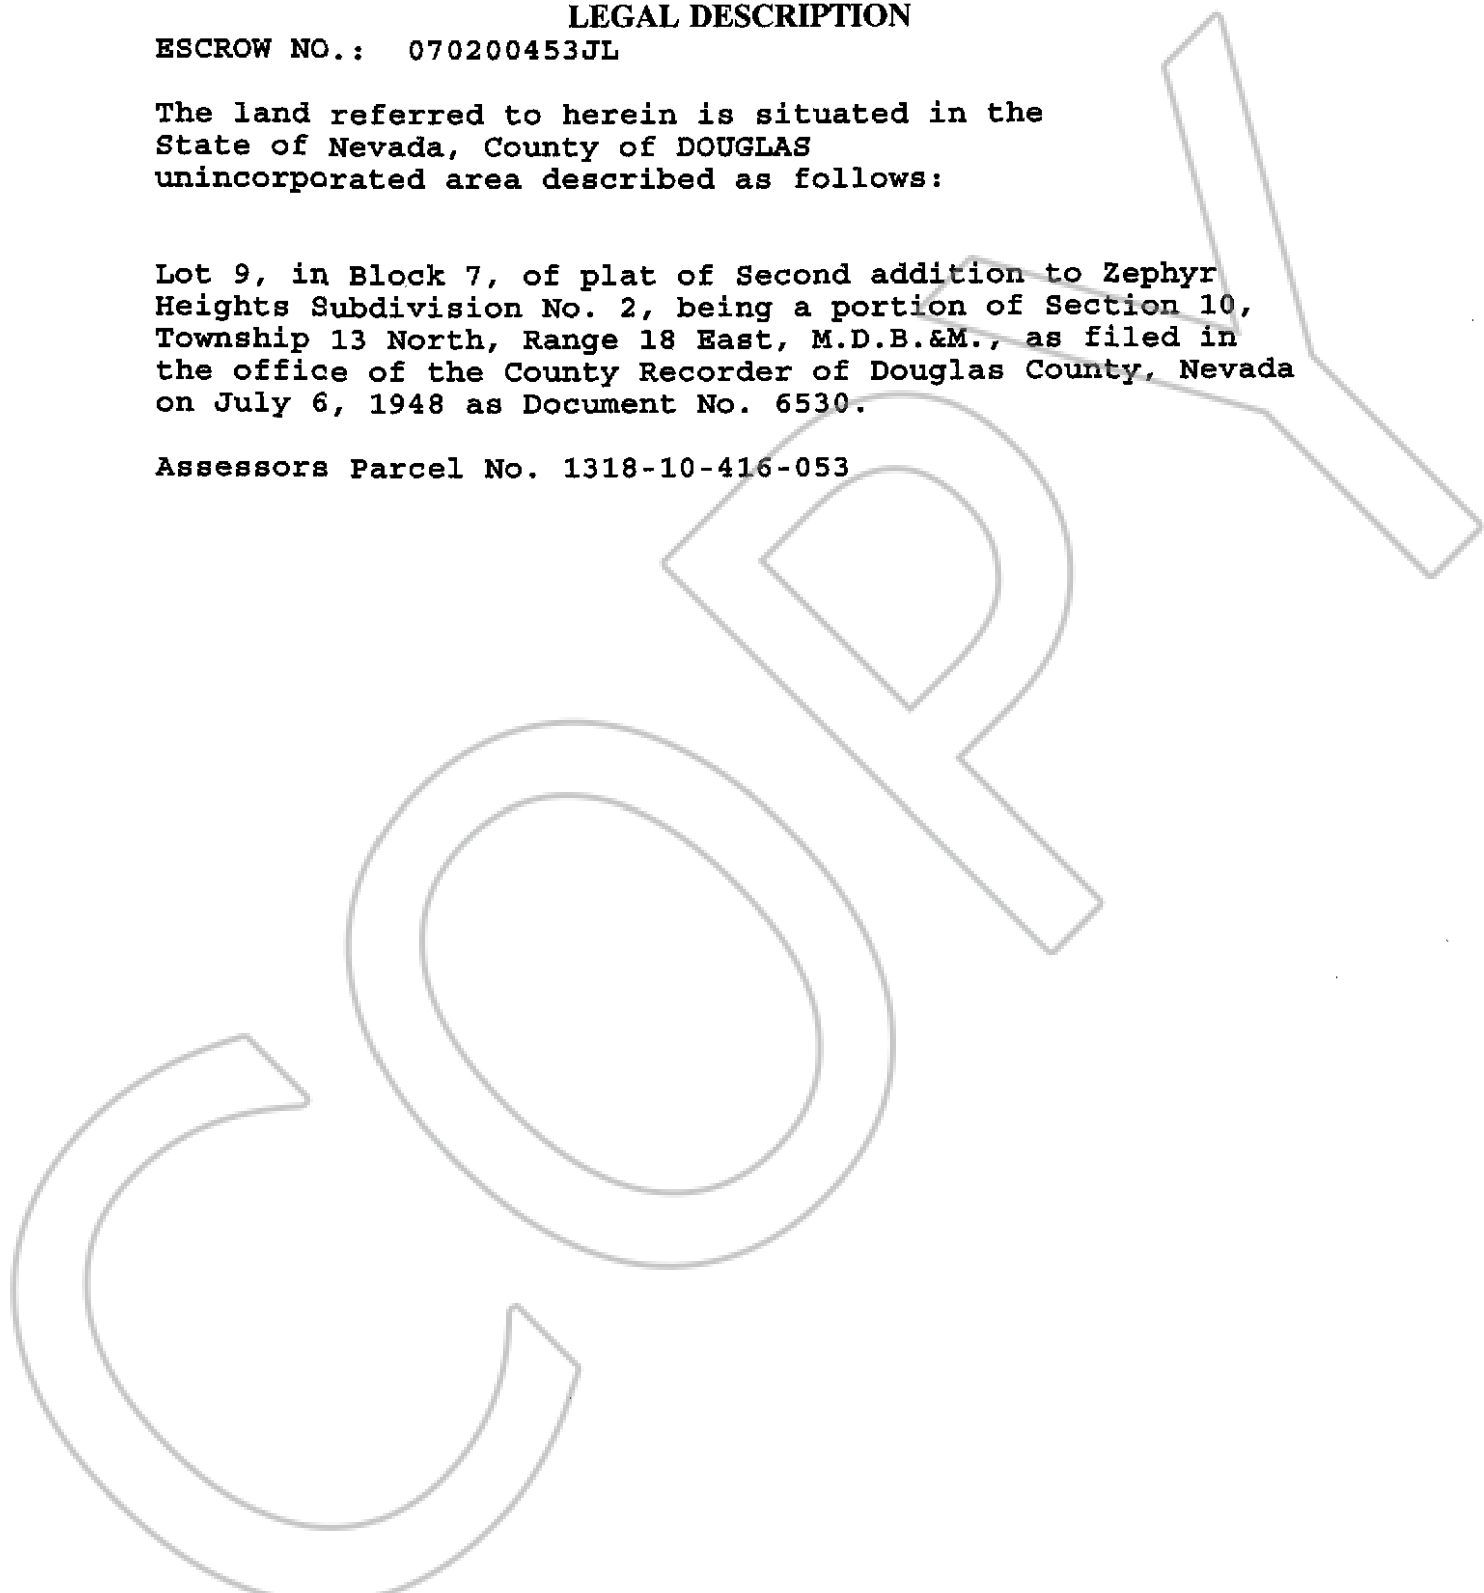 LEGAL DESCRIPTION
ESCROW NO.: 070200453JL
The land referred to herein is situated in the
State of Nevada, County of DOUGLAS
unincorporated area described as follows:
Lot 9, in Block 7, of plat of Second addition to Zephyr
Heights Subdivision No. 2, being a portion of Section 10,
Township 13 North, Range 18 East, M.D.B.&M., as filed in
the office of the County Recorder of Douglas County, Nevada
on July 6, 1948 as Document No. 6530.
Assessors Parcel No. 1318-10-416-053
COPY